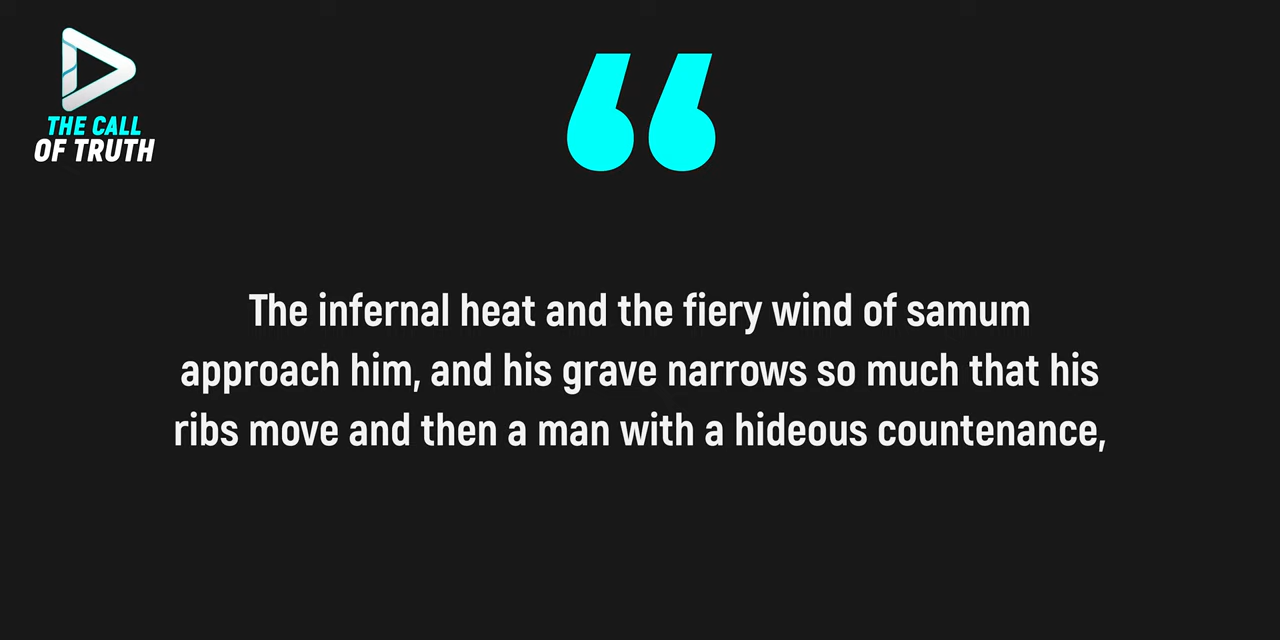 THE CALL
OF TRUTH
“
The infernal heat and the fiery wind of samum
approach him, and his grave narrows so much that his
ribs move and then a man with a hideous countenance,